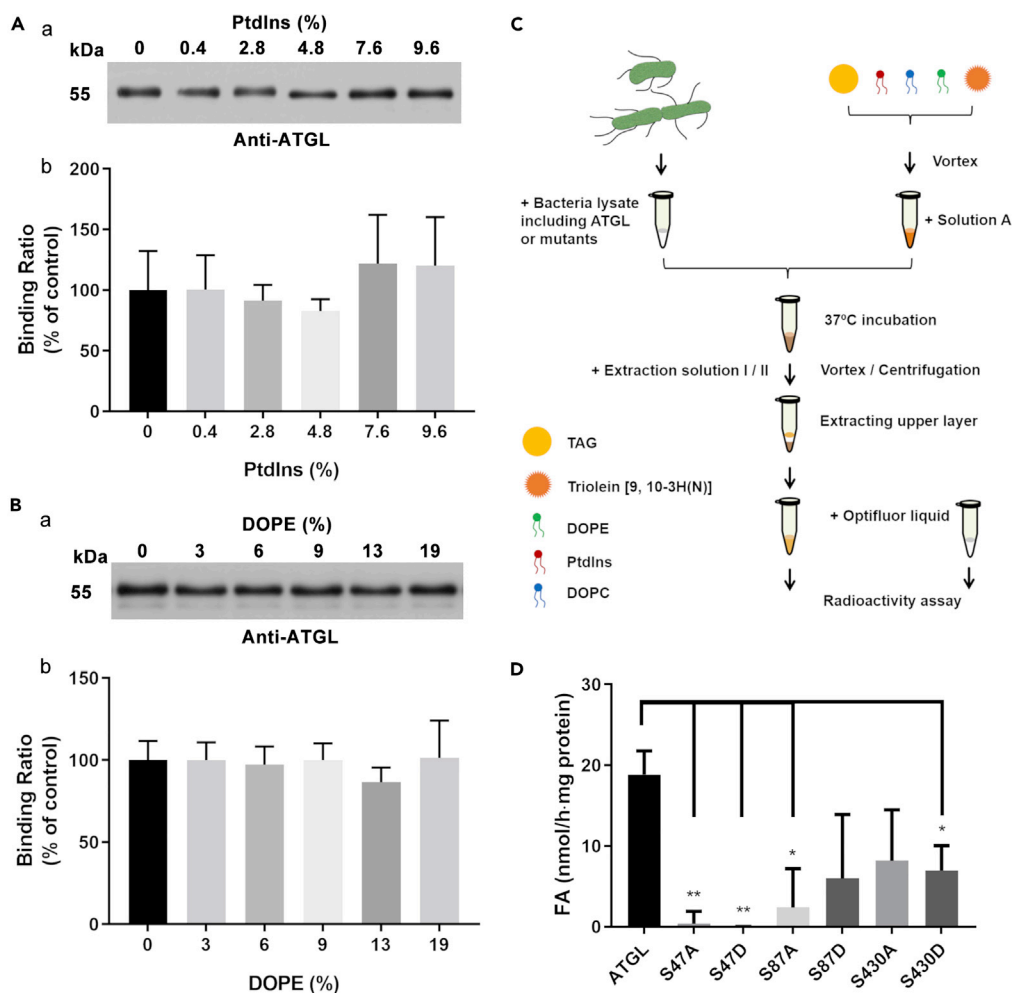 A
a
PtdIns (%)
kDa 0 0.4 2.8 4.8 7.6 9.6
55
Anti-ATGL
b
Binding Ratio
(% of control)
200
150
100
50
0
0 0.4 2.8 4.8 7.6 9.6
PtdIns (%)
B
a
DOPE (%)
kDa 0 3 6 9 13 19
55
Anti-ATGL
b
Binding Ratio
(% of control)
150
100
50
0
0 3 6 9 13 19
DOPE (%)
C
Vortex
+ Bacteria lysate
including ATGL
or mutants
+ Solution A
37ºC incubation
+ Extraction solution I / II
Vortex / Centrifugation
Extracting upper layer
TAG
Triolein [9, 10-3H(N)]
DOPE
PtdIns
DOPC
+ Optifluor liquid
Radioactivity assay
D
FA (nmol/h·mg protein)
30
20
10
0
** ** * *
ATGL S47A S47D S87A S87D S430A S430D